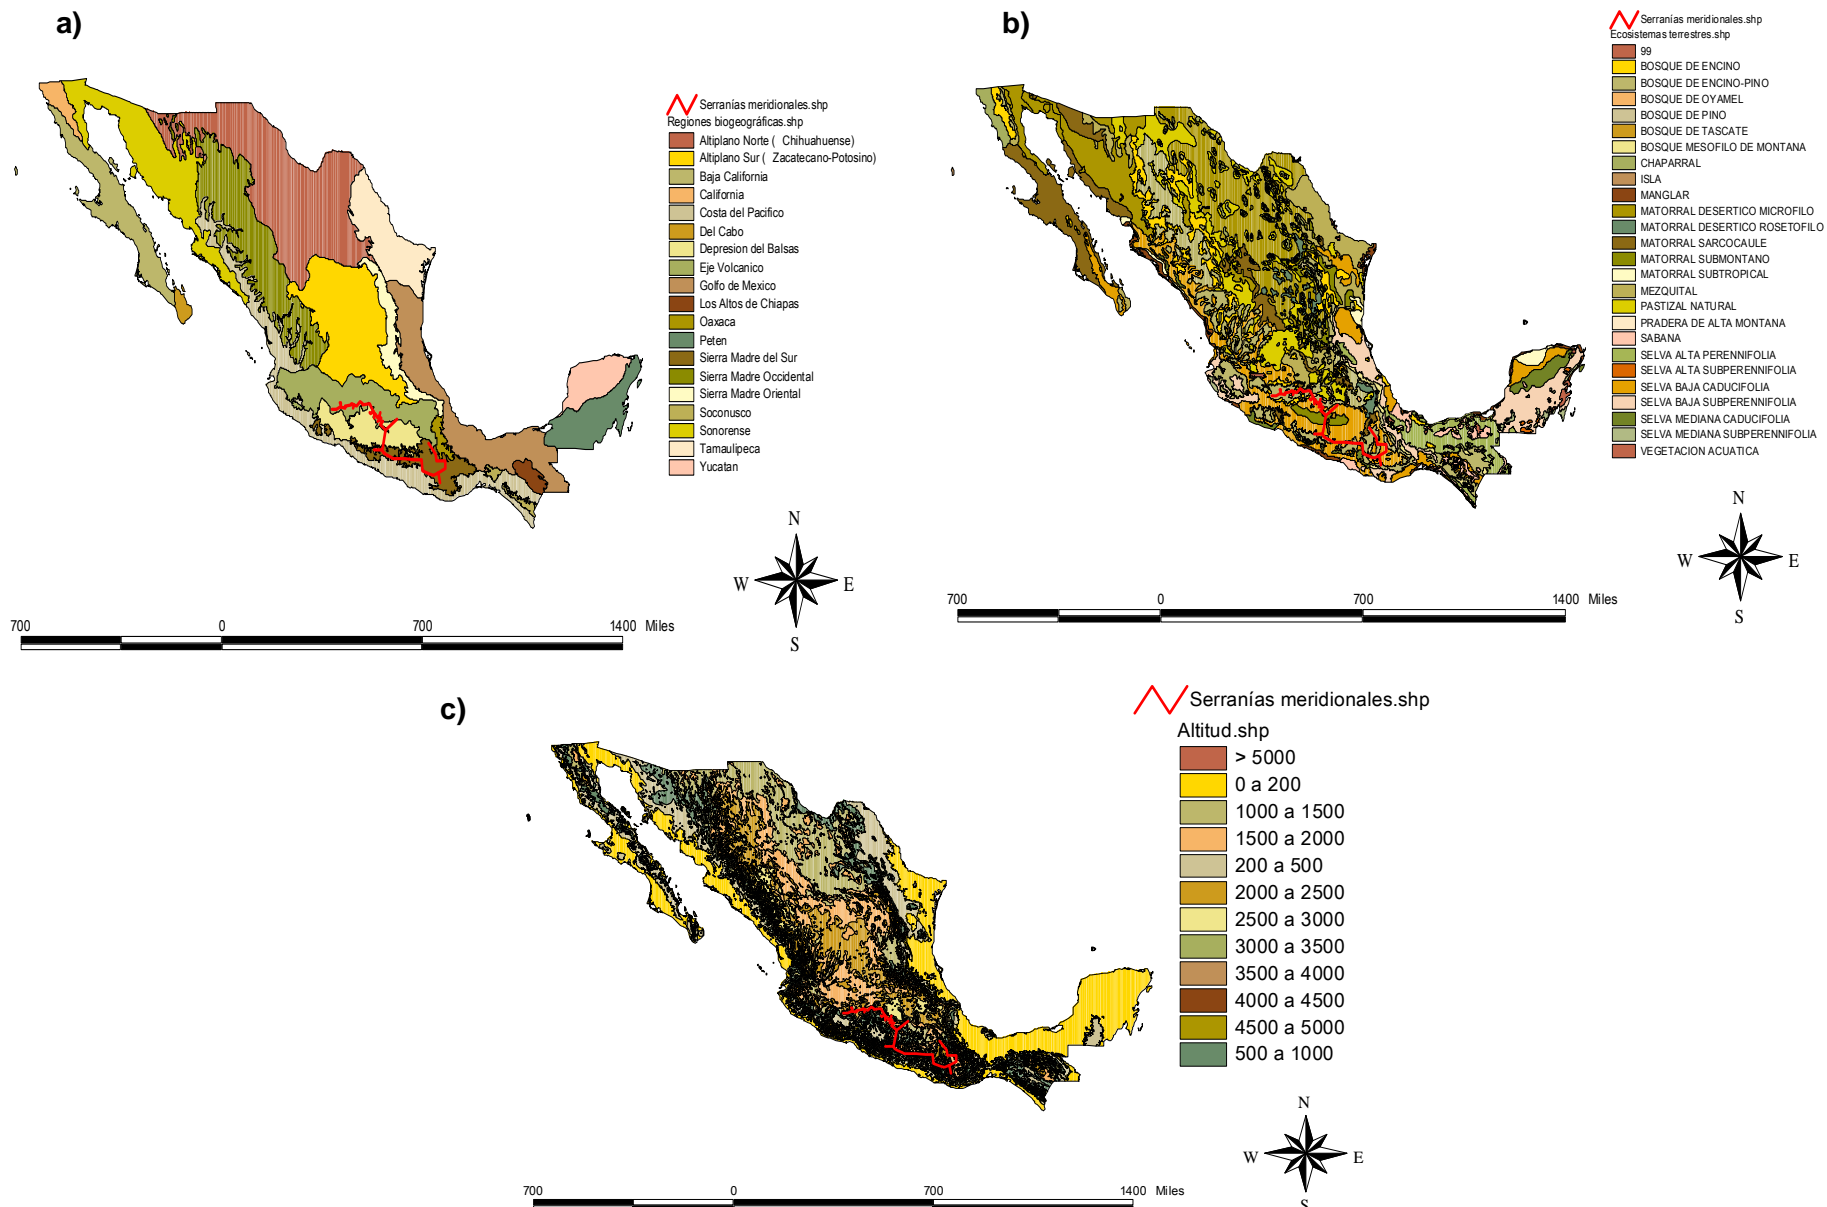 a)
Serranías meridionales.shp
Regiones biogeográficas.shp
Altiplano Norte ( Chihuahuense)
Altiplano Sur ( Zacatecano-Potosino)
Baja California
California
Costa del Pacifico
Del Cabo
Depresion del Balsas
Eje Volcanico
Golfo de Mexico
Los Altos de Chiapas
Oaxaca
Peten
Sierra Madre del Sur
Sierra Madre Occidental
Sierra Madre Oriental
Soconusco
Sonorense
Tamaulipeca
Yucatan
N
W E
S
700 0 700 1400 Miles
b)
Serranías meridionales.shp
Ecosistemas terrestres.shp
99
BOSQUE DE ENCINO
BOSQUE DE ENCINO-PINO
BOSQUE DE OYAMEL
BOSQUE DE PINO
BOSQUE DE TASCATE
BOSQUE MESOFILO DE MONTANA
CHAPARRAL
ISLA
MANGLAR
MATORRAL DESERTICO MICROFILO
MATORRAL DESERTICO ROSETOFILO
MATORRAL SARCOCAULE
MATORRAL SUBMONTANO
MATORRAL SUBTROPICAL
MEZQUITAL
PASTIZAL NATURAL
PRADERA DE ALTA MONTANA
SABANA
SELVA ALTA PERENNIFOLIA
SELVA ALTA SUBPERENNIFOLIA
SELVA BAJA CADUCIFOLIA
SELVA BAJA SUBPERENNIFOLIA
SELVA MEDIANA CADUCIFOLIA
SELVA MEDIANA SUBPERENNIFOLIA
VEGETACION ACUATICA
N
W E
S
700 0 700 1400 Miles
c)
Serranías meridionales.shp
Altitud.shp
> 5000
0 a 200
1000 a 1500
1500 a 2000
200 a 500
2000 a 2500
2500 a 3000
3000 a 3500
3500 a 4000
4000 a 4500
4500 a 5000
500 a 1000
N
W E
S
700 0 700 1400 Miles